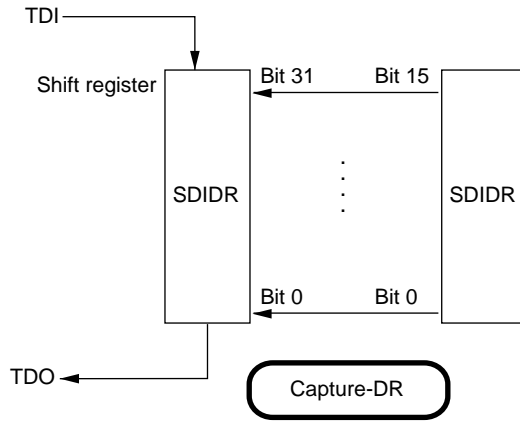 TDI
Shift register
Bit 31 Bit 15
SDIDR SDIDR
Bit 0 Bit 0
TDO
Capture-DR